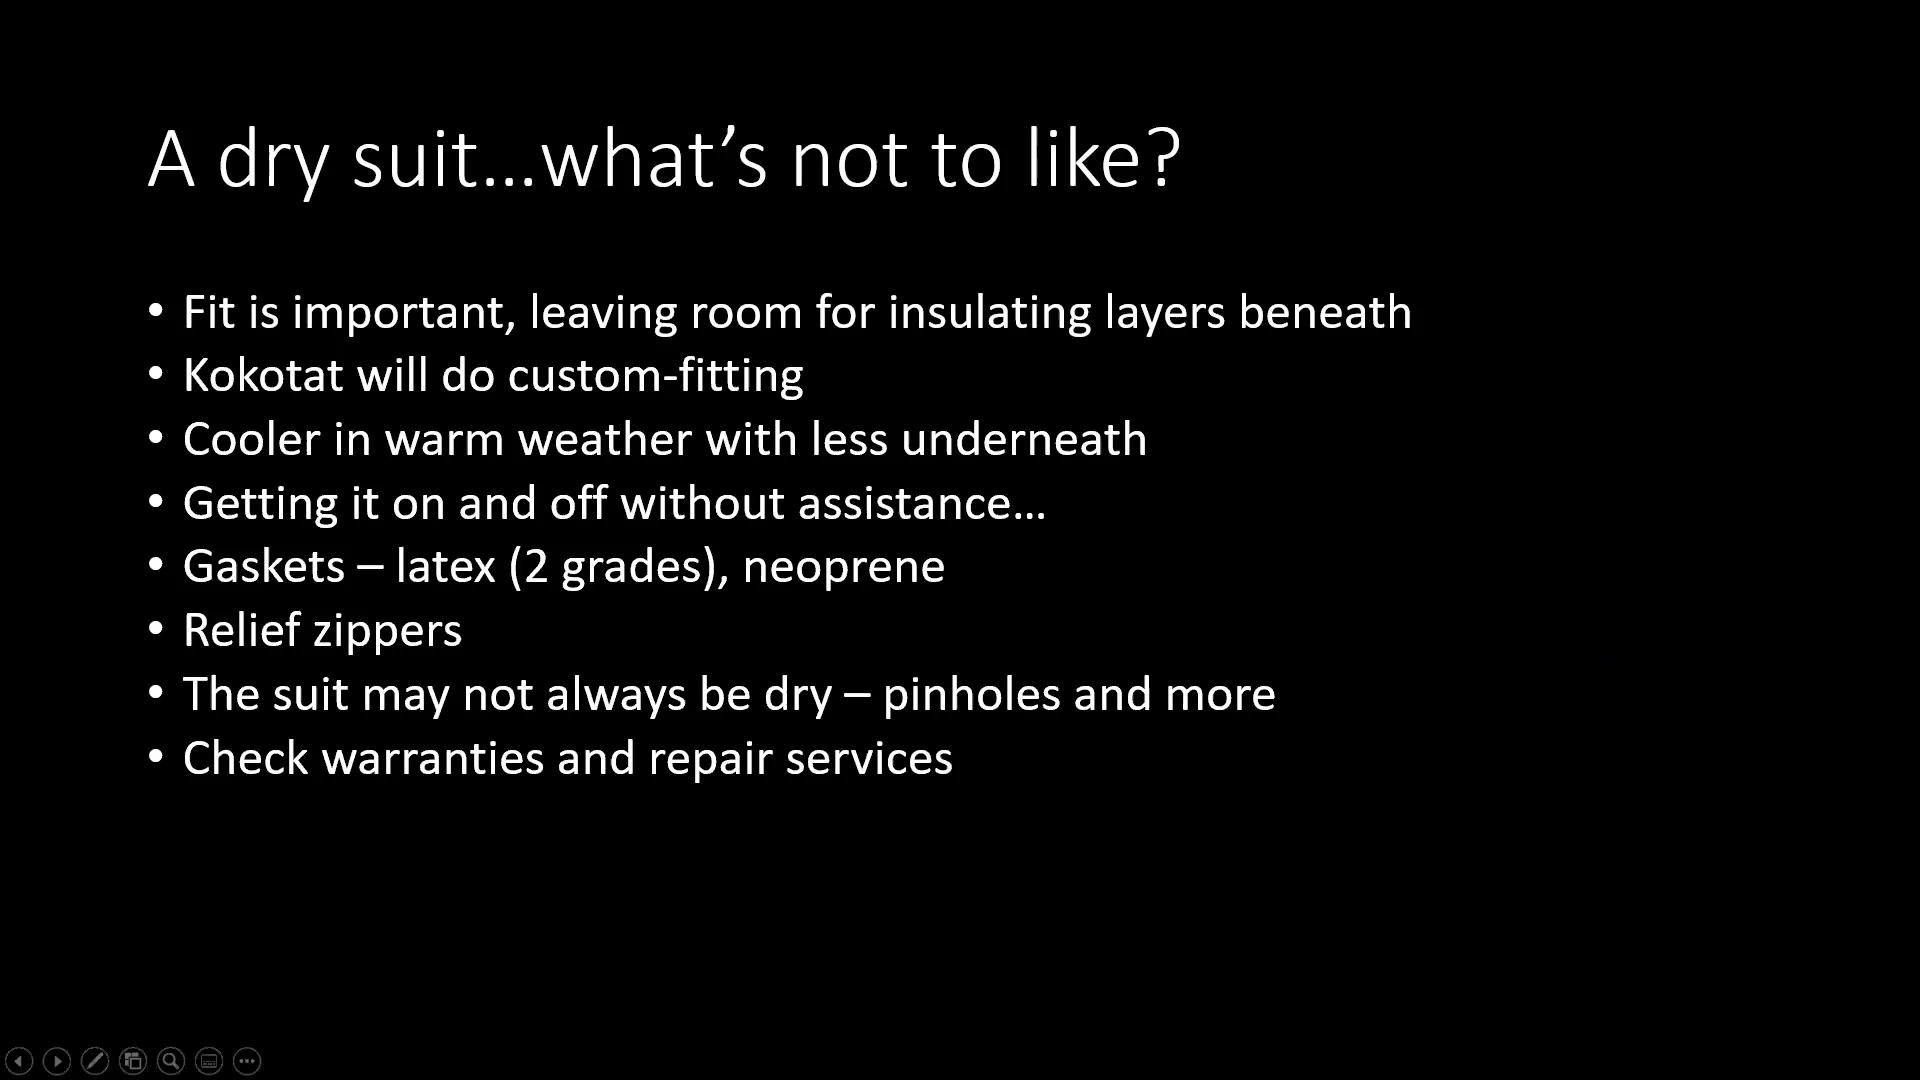 A dry suit…what’s not to like?
• Fit is important, leaving room for insulating layers beneath
• Kokotat will do custom-fitting
• Cooler in warm weather with less underneath
• Getting it on and off without assistance…
• Gaskets – latex (2 grades), neoprene
• Relief zippers
• The suit may not always be dry – pinholes and more
• Check warranties and repair services